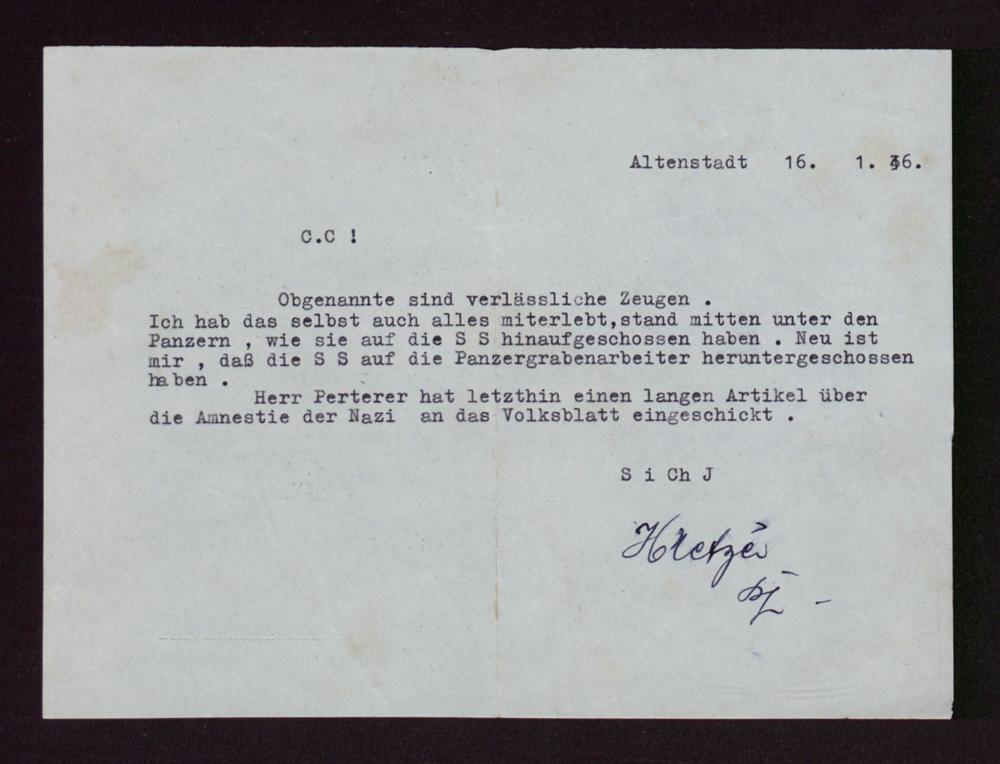 Altenstadt 16. 1. 46.
C.C !
Obgenannte sind verlässliche Zeugen .
Ich hab das selbst auch alles miterlebt,stand mitten unter den
Panzern , wie sie auf die S S hinaufgeschossen haben . Neu ist
mir , daß die S S auf die Panzergrabenarbeiter heruntergeschossen
haben .
Herr Perterer hat letzthin einen langen Artikel über
die Amnestie der Nazi an das Volksblatt eingeschickt .
S i Ch J